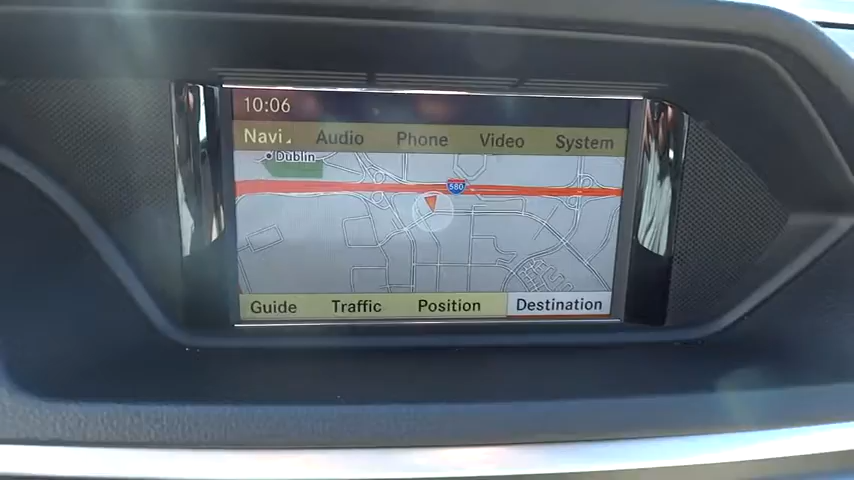 10:06
Navi Audio Phone Video System
Dublin
580
Guide Traffic Position Destination